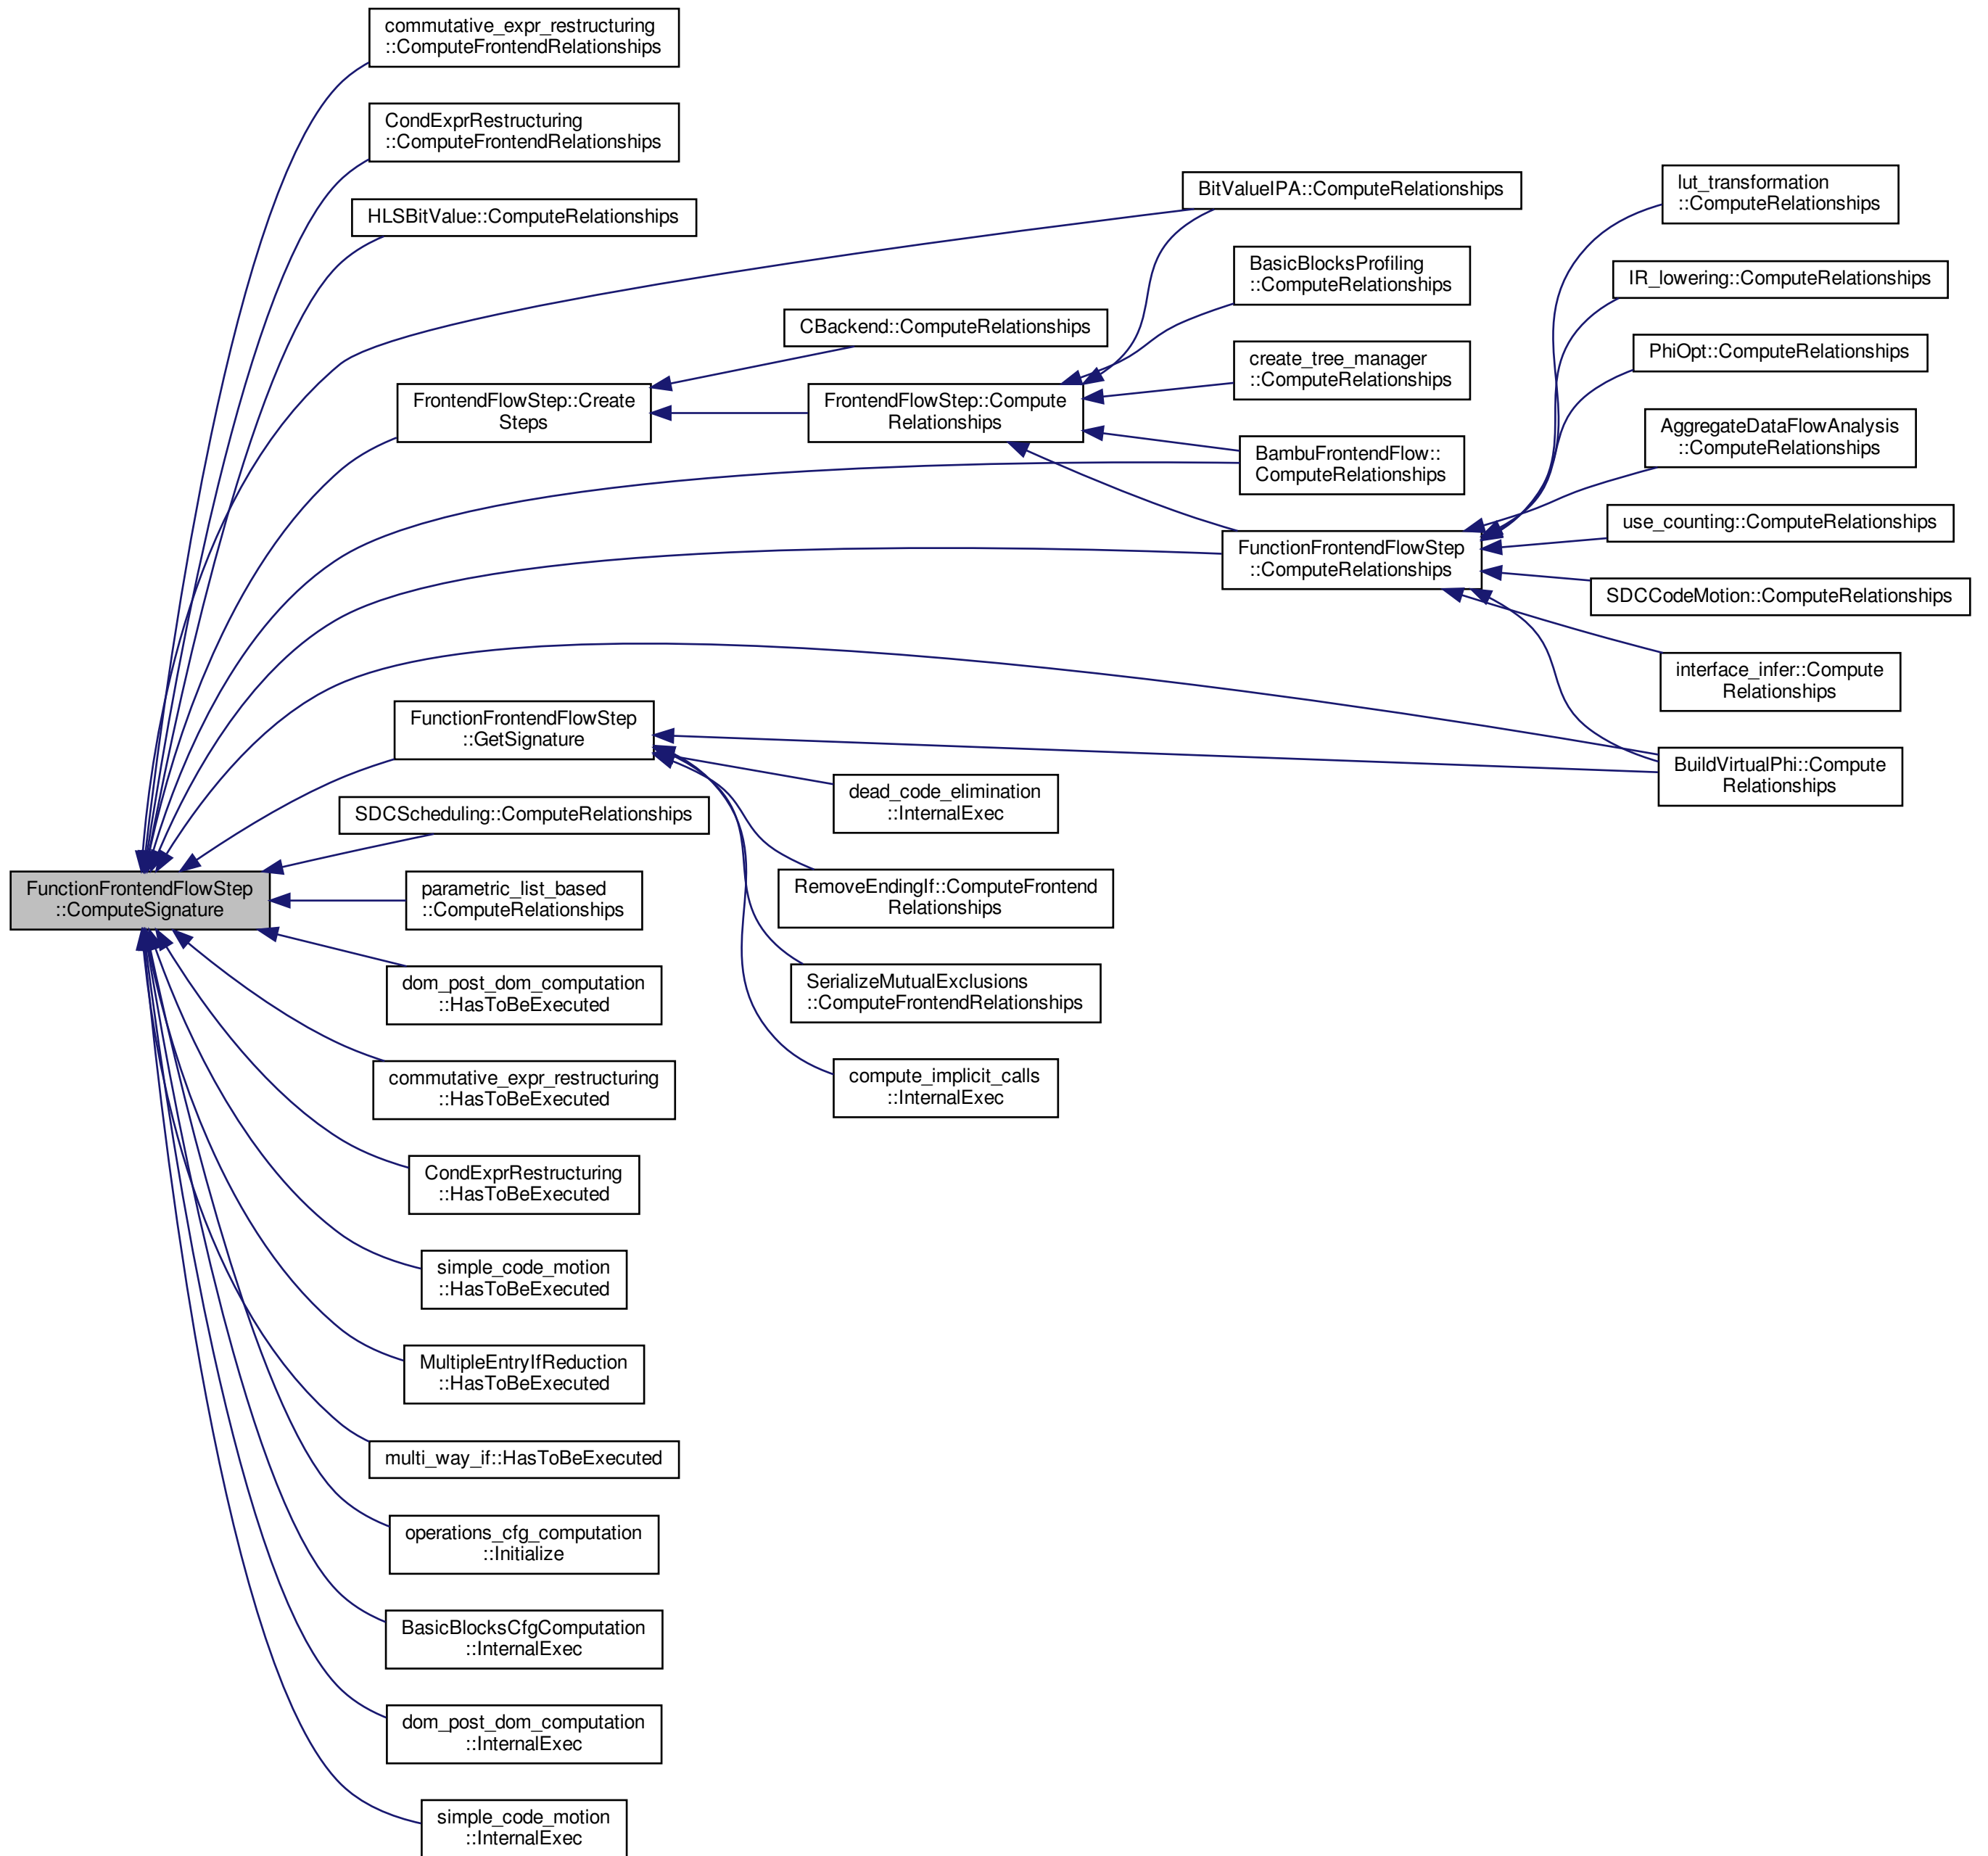 commutative_expr_restructuring
::ComputeFrontendRelationships
CondExprRestructuring
::ComputeFrontendRelationships
HLSBitValue::ComputeRelationships
BitValueIPA::ComputeRelationships
lut_transformation
::ComputeRelationships
BasicBlocksProfiling
::ComputeRelationships
IR_lowering::ComputeRelationships
CBackend::ComputeRelationships
PhiOpt::ComputeRelationships
create_tree_manager
::ComputeRelationships
FrontendFlowStep::Create
Steps
FrontendFlowStep::Compute
Relationships
AggregateDataFlowAnalysis
::ComputeRelationships
BambuFrontendFlow::
ComputeRelationships
use_counting::ComputeRelationships
FunctionFrontendFlowStep
::ComputeRelationships
SDCCodeMotion::ComputeRelationships
interface_infer::Compute
Relationships
FunctionFrontendFlowStep
::GetSignature
BuildVirtualPhi::Compute
Relationships
dead_code_elimination
::InternalExec
SDCScheduling::ComputeRelationships
FunctionFrontendFlowStep
::ComputeSignature
parametric_list_based
::ComputeRelationships
RemoveEndingIf::ComputeFrontend
Relationships
dom_post_dom_computation
::HasToBeExecuted
SerializeMutualExclusions
::ComputeFrontendRelationships
commutative_expr_restructuring
::HasToBeExecuted
compute_implicit_calls
::InternalExec
CondExprRestructuring
::HasToBeExecuted
simple_code_motion
::HasToBeExecuted
MultipleEntryIfReduction
::HasToBeExecuted
multi_way_if::HasToBeExecuted
operations_cfg_computation
::Initialize
BasicBlocksCfgComputation
::InternalExec
dom_post_dom_computation
::InternalExec
simple_code_motion
::InternalExec